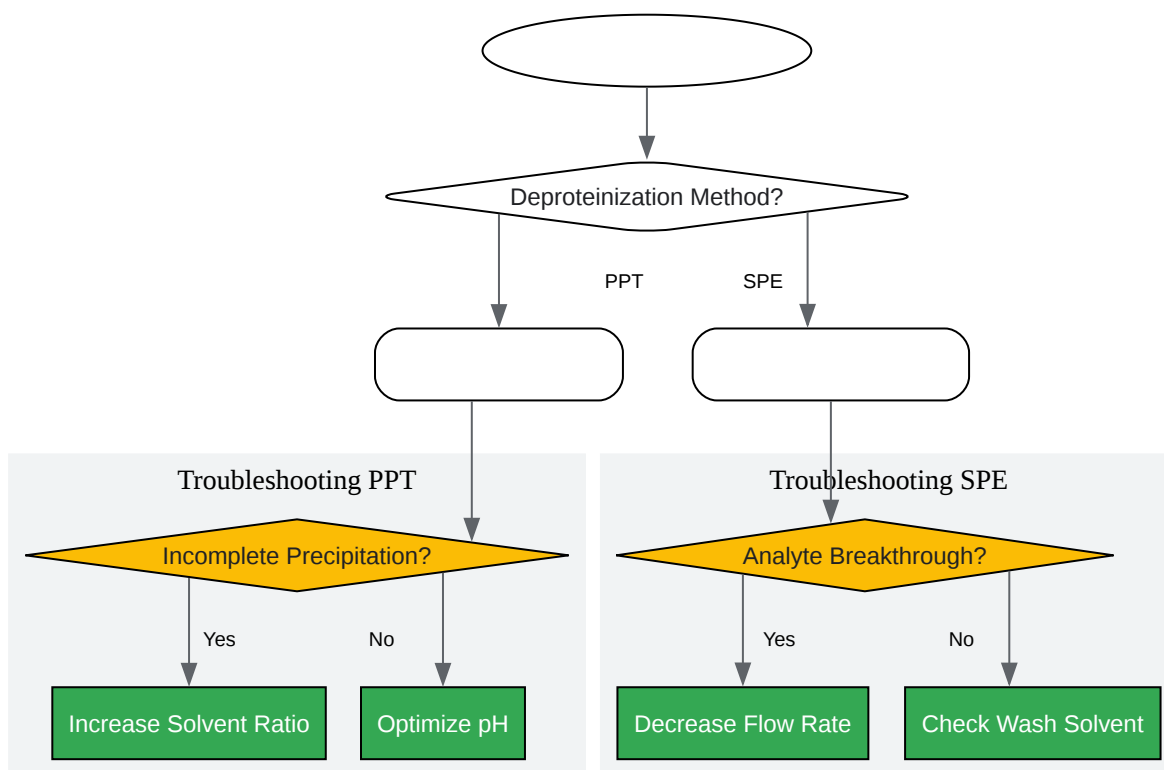 Deproteinization Method?
PPT
SPE
Troubleshooting PPT
Troubleshooting SPE
Incomplete Precipitation?
Analyte Breakthrough?
Yes
No
Yes
No
Increase Solvent Ratio
Optimize pH
Decrease Flow Rate
Check Wash Solvent